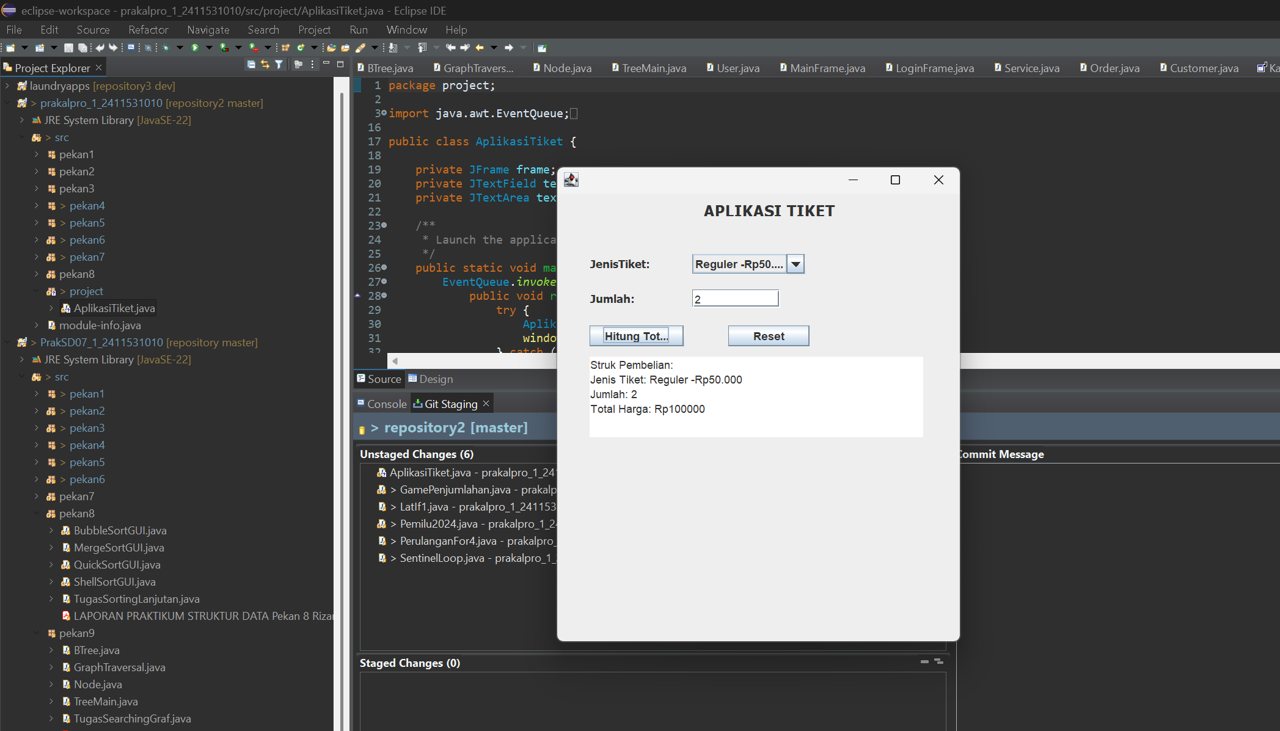 eclipse-workspace - prakalpro_1_2411531010/src/project/AplikasiTiket.java - Eclipse IDE
File Edit Source Refactor Navigate Search Project Run Window Help
Project Explorer
laundryapps [repository3 dev]
> prakalpro_1_2411531010 [repository2 master]
JRE System Library [JavaSE-22]
> src
pekan1
pekan2
pekan3
> pekan4
> pekan5
> pekan6
> pekan7
pekan8
> project
AplikasiTiket.java
module-info.java
> PrakSD07_1_2411531010 [repository master]
JRE System Library [JavaSE-22]
> src
> pekan1
> pekan2
> pekan3
> pekan4
> pekan5
> pekan6
pekan7
pekan8
BubbleSortGUI.java
MergeSortGUI.java
QuickSortGUI.java
ShellSortGUI.java
TugasSortingLanjutan.java
LAPORAN PRAKTIKUM STRUKTUR DATA Pekan 8 Rizar
pekan9
BTree.java
GraphTraversal.java
Node.java
TreeMain.java
TugasSearchingGraf.java
BTree.java GraphTravers... Node.java TreeMain.java User.java MainFrame.java LoginFrame.java Service.java Order.java Customer.java Ka
1 package project;
2
3 import java.awt.EventQueue;
16
17 public class AplikasiTiket {
18
19 private JFrame frame;
20 private JTextField te
21 private JTextArea tex
22
23 /**
24 * Launch the applica
25 */
26 public static void ma
27 EventQueue.invoke
28 public void r
29 try {
30 Aplik
31 windo
32 } catch (
Source Design
Console Git Staging
> repository2 [master]
Unstaged Changes (6)
AplikasiTiket.java - prakalpro_1_241
> GamePenjumlahan.java - prakalp
> LatIf1.java - prakalpro_1_241153
> Pemilu2024.java - prakalpro_1_2
> PerulanganFor4.java - prakalpro_
> SentinelLoop.java - prakalpro_1_
Staged Changes (0)
Commit Message
APLIKASI TIKET
JenisTiket: Reguler -Rp50....
Jumlah: 2
Hitung Tot... Reset
Struk Pembelian:
Jenis Tiket: Reguler -Rp50.000
Jumlah: 2
Total Harga: Rp100000